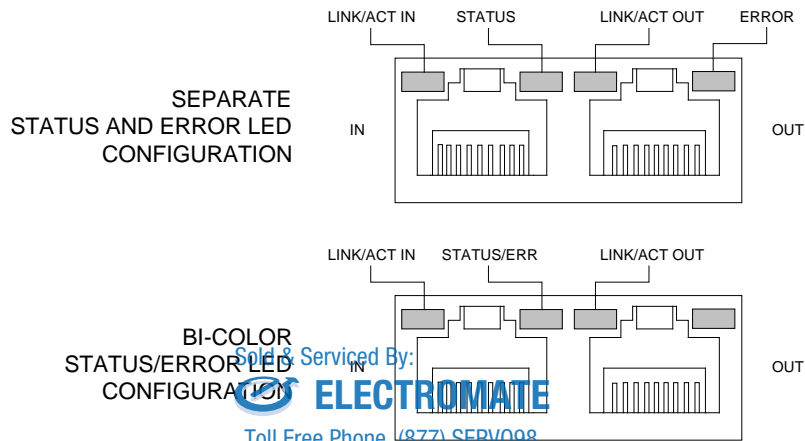 LINK/ACT IN STATUS LINK/ACT OUT ERROR
SEPARATE
STATUS AND ERROR LED
CONFIGURATION
IN
OUT
LINK/ACT IN STATUS/ERR LINK/ACT OUT
BI-COLOR
STATUS/ERROR LED
CONFIGURATION
IN
OUT
Sold & Serviced By:
ELECTROMATE
Toll Free Phone (877) SERVO98